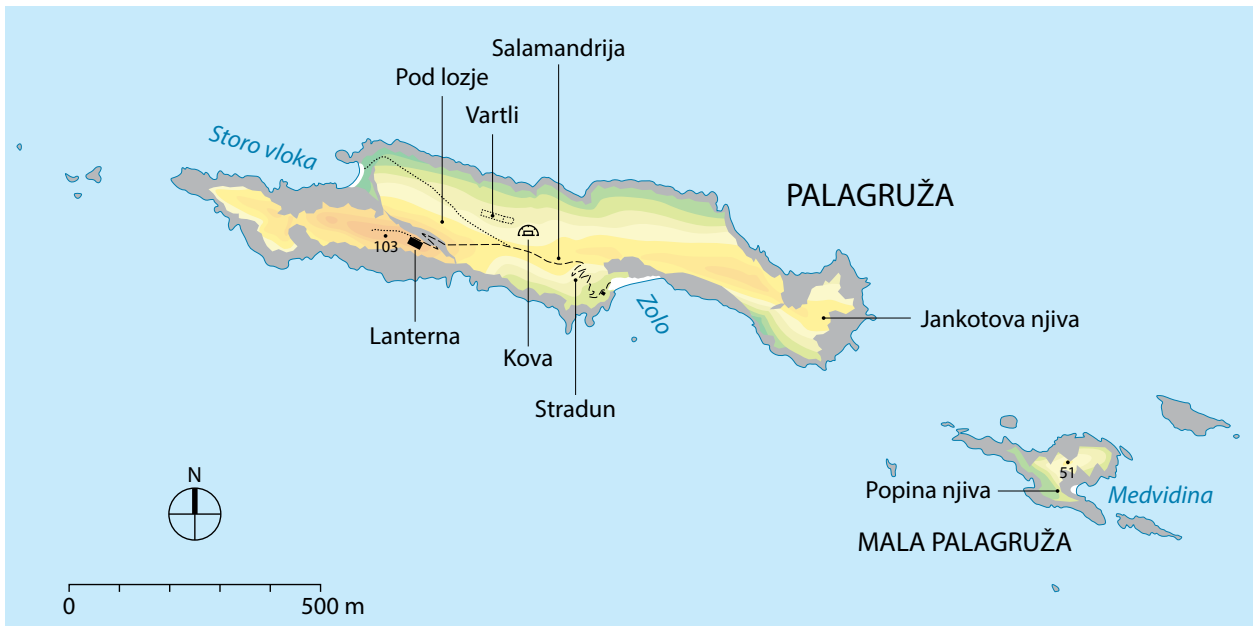 Salamandrija
Pod lozje
Vartli
Storo vloka
PALAGRUŽA
103
Lanterna
Zolo
Jankotova njiva
Kova
Stradun
51
N
Popina njiva
Medvidina
MALA PALAGRUŽA
0 500 m